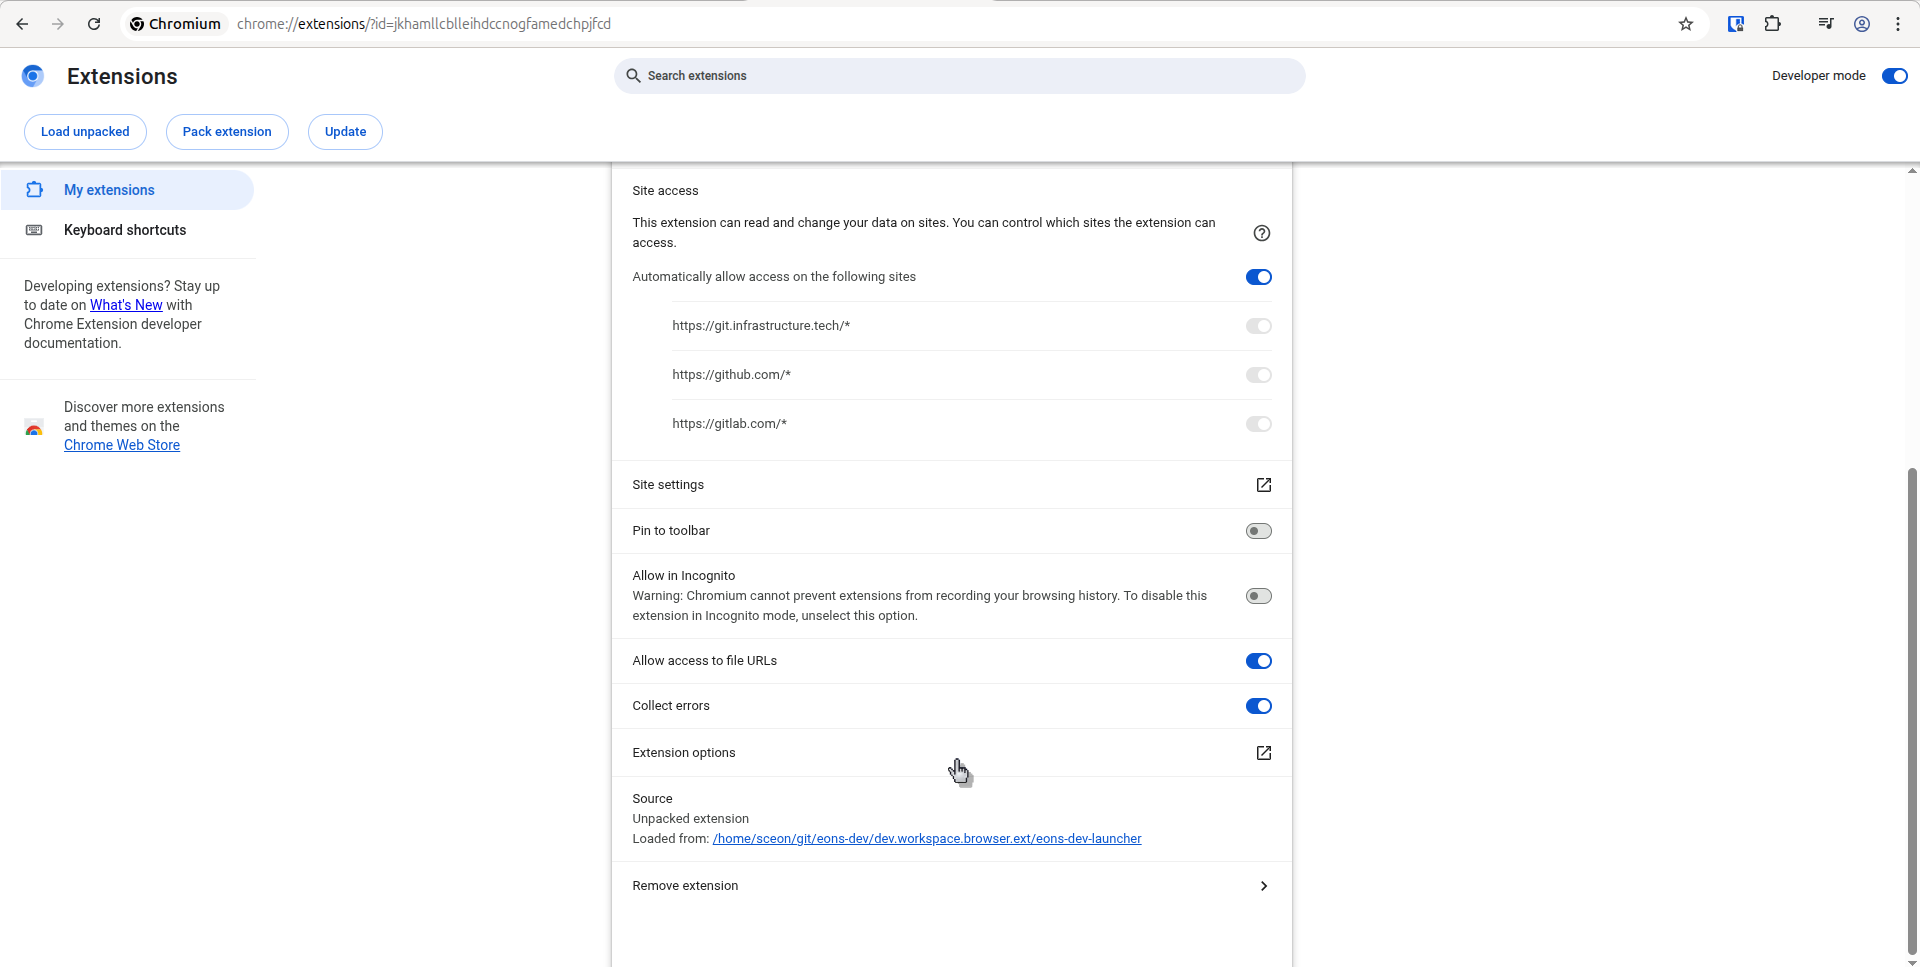 Chromium
chrome://extensions/?id=jkhamllcblleihdccnogfamedchpjfcd
Extensions
Search extensions
Developer mode
Load unpacked
Pack extension
Update
My extensions
Keyboard shortcuts
Developing extensions? Stay up
to date on What's New with
Chrome Extension developer
documentation.
Discover more extensions
and themes on the
Chrome Web Store
Site access
This extension can read and change your data on sites. You can control which sites the extension can
access.
Automatically allow access on the following sites
https://git.infrastructure.tech/*
https://github.com/*
https://gitlab.com/*
Site settings
Pin to toolbar
Allow in Incognito
Warning: Chromium cannot prevent extensions from recording your browsing history. To disable this
extension in Incognito mode, unselect this option.
Allow access to file URLs
Collect errors
Extension options
Source
Unpacked extension
Loaded from: /home/sceon/git/eons-dev/dev.workspace.browser.ext/eons-dev-launcher
Remove extension